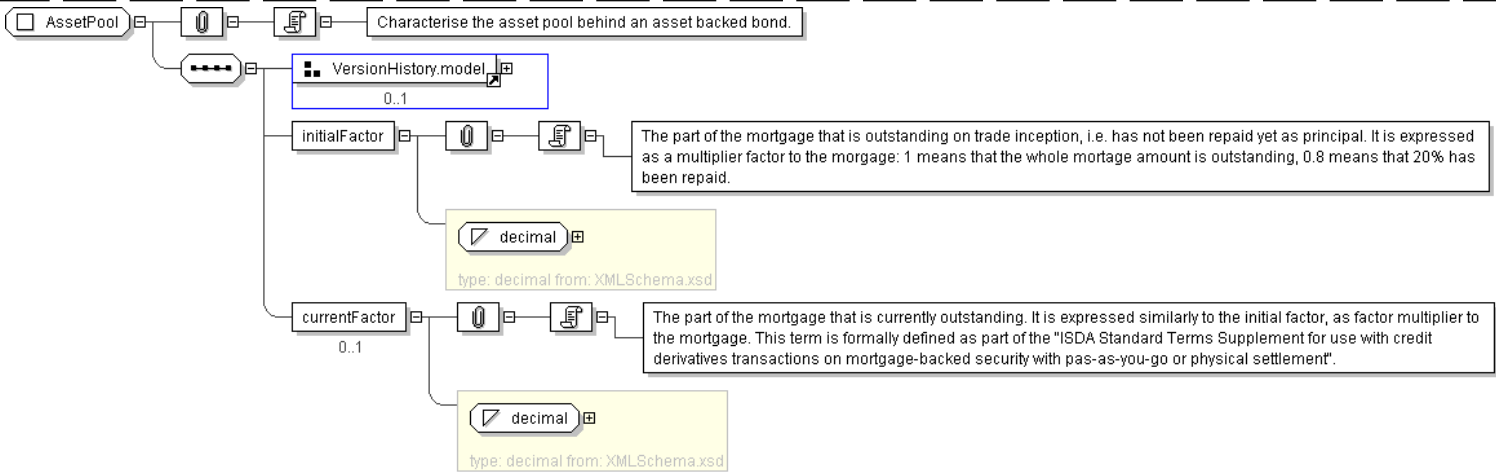 AssetPool
Characterise the asset pool behind an asset backed bond.
VersionHistory.model
0..1
initialFactor
The part of the mortgage that is outstanding on trade inception, i.e. has not been repaid yet as principal. It is expressed
as a multiplier factor to the morgage: 1 means that the whole mortage amount is outstanding, 0.8 means that 20% has
been repaid.
decimal
type: decimal from: XMLSchema.xsd
currentFactor
0..1
The part of the mortgage that is currently outstanding. It is expressed similarly to the initial factor, as factor multiplier to
the mortgage. This term is formally defined as part of the "ISDA Standard Terms Supplement for use with credit
derivatives transactions on mortgage-backed security with pas-as-you-go or physical settlement".
decimal
type: decimal from: XMLSchema.xsd